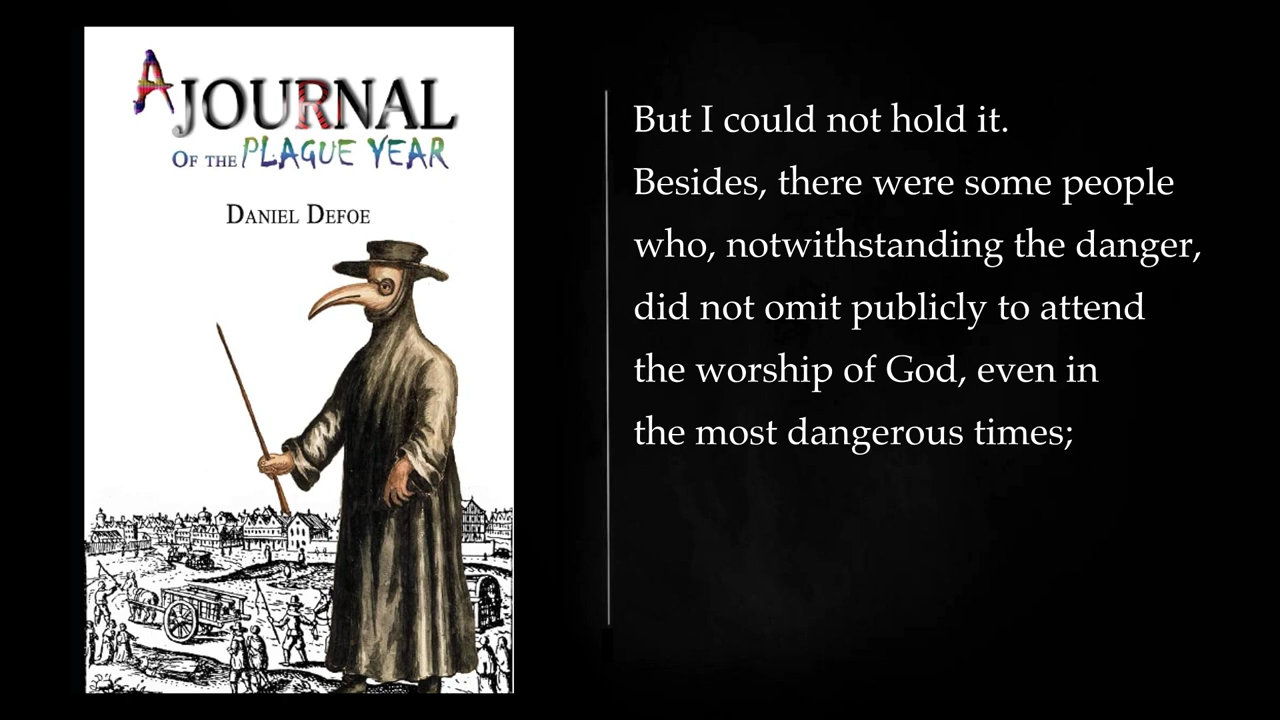 A JOURNAL
OF THE PLAGUE YEAR
DANIEL DEFOE
But I could not hold it.
Besides, there were some people
who, notwithstanding the danger,
did not omit publicly to attend
the worship of God, even in
the most dangerous times;